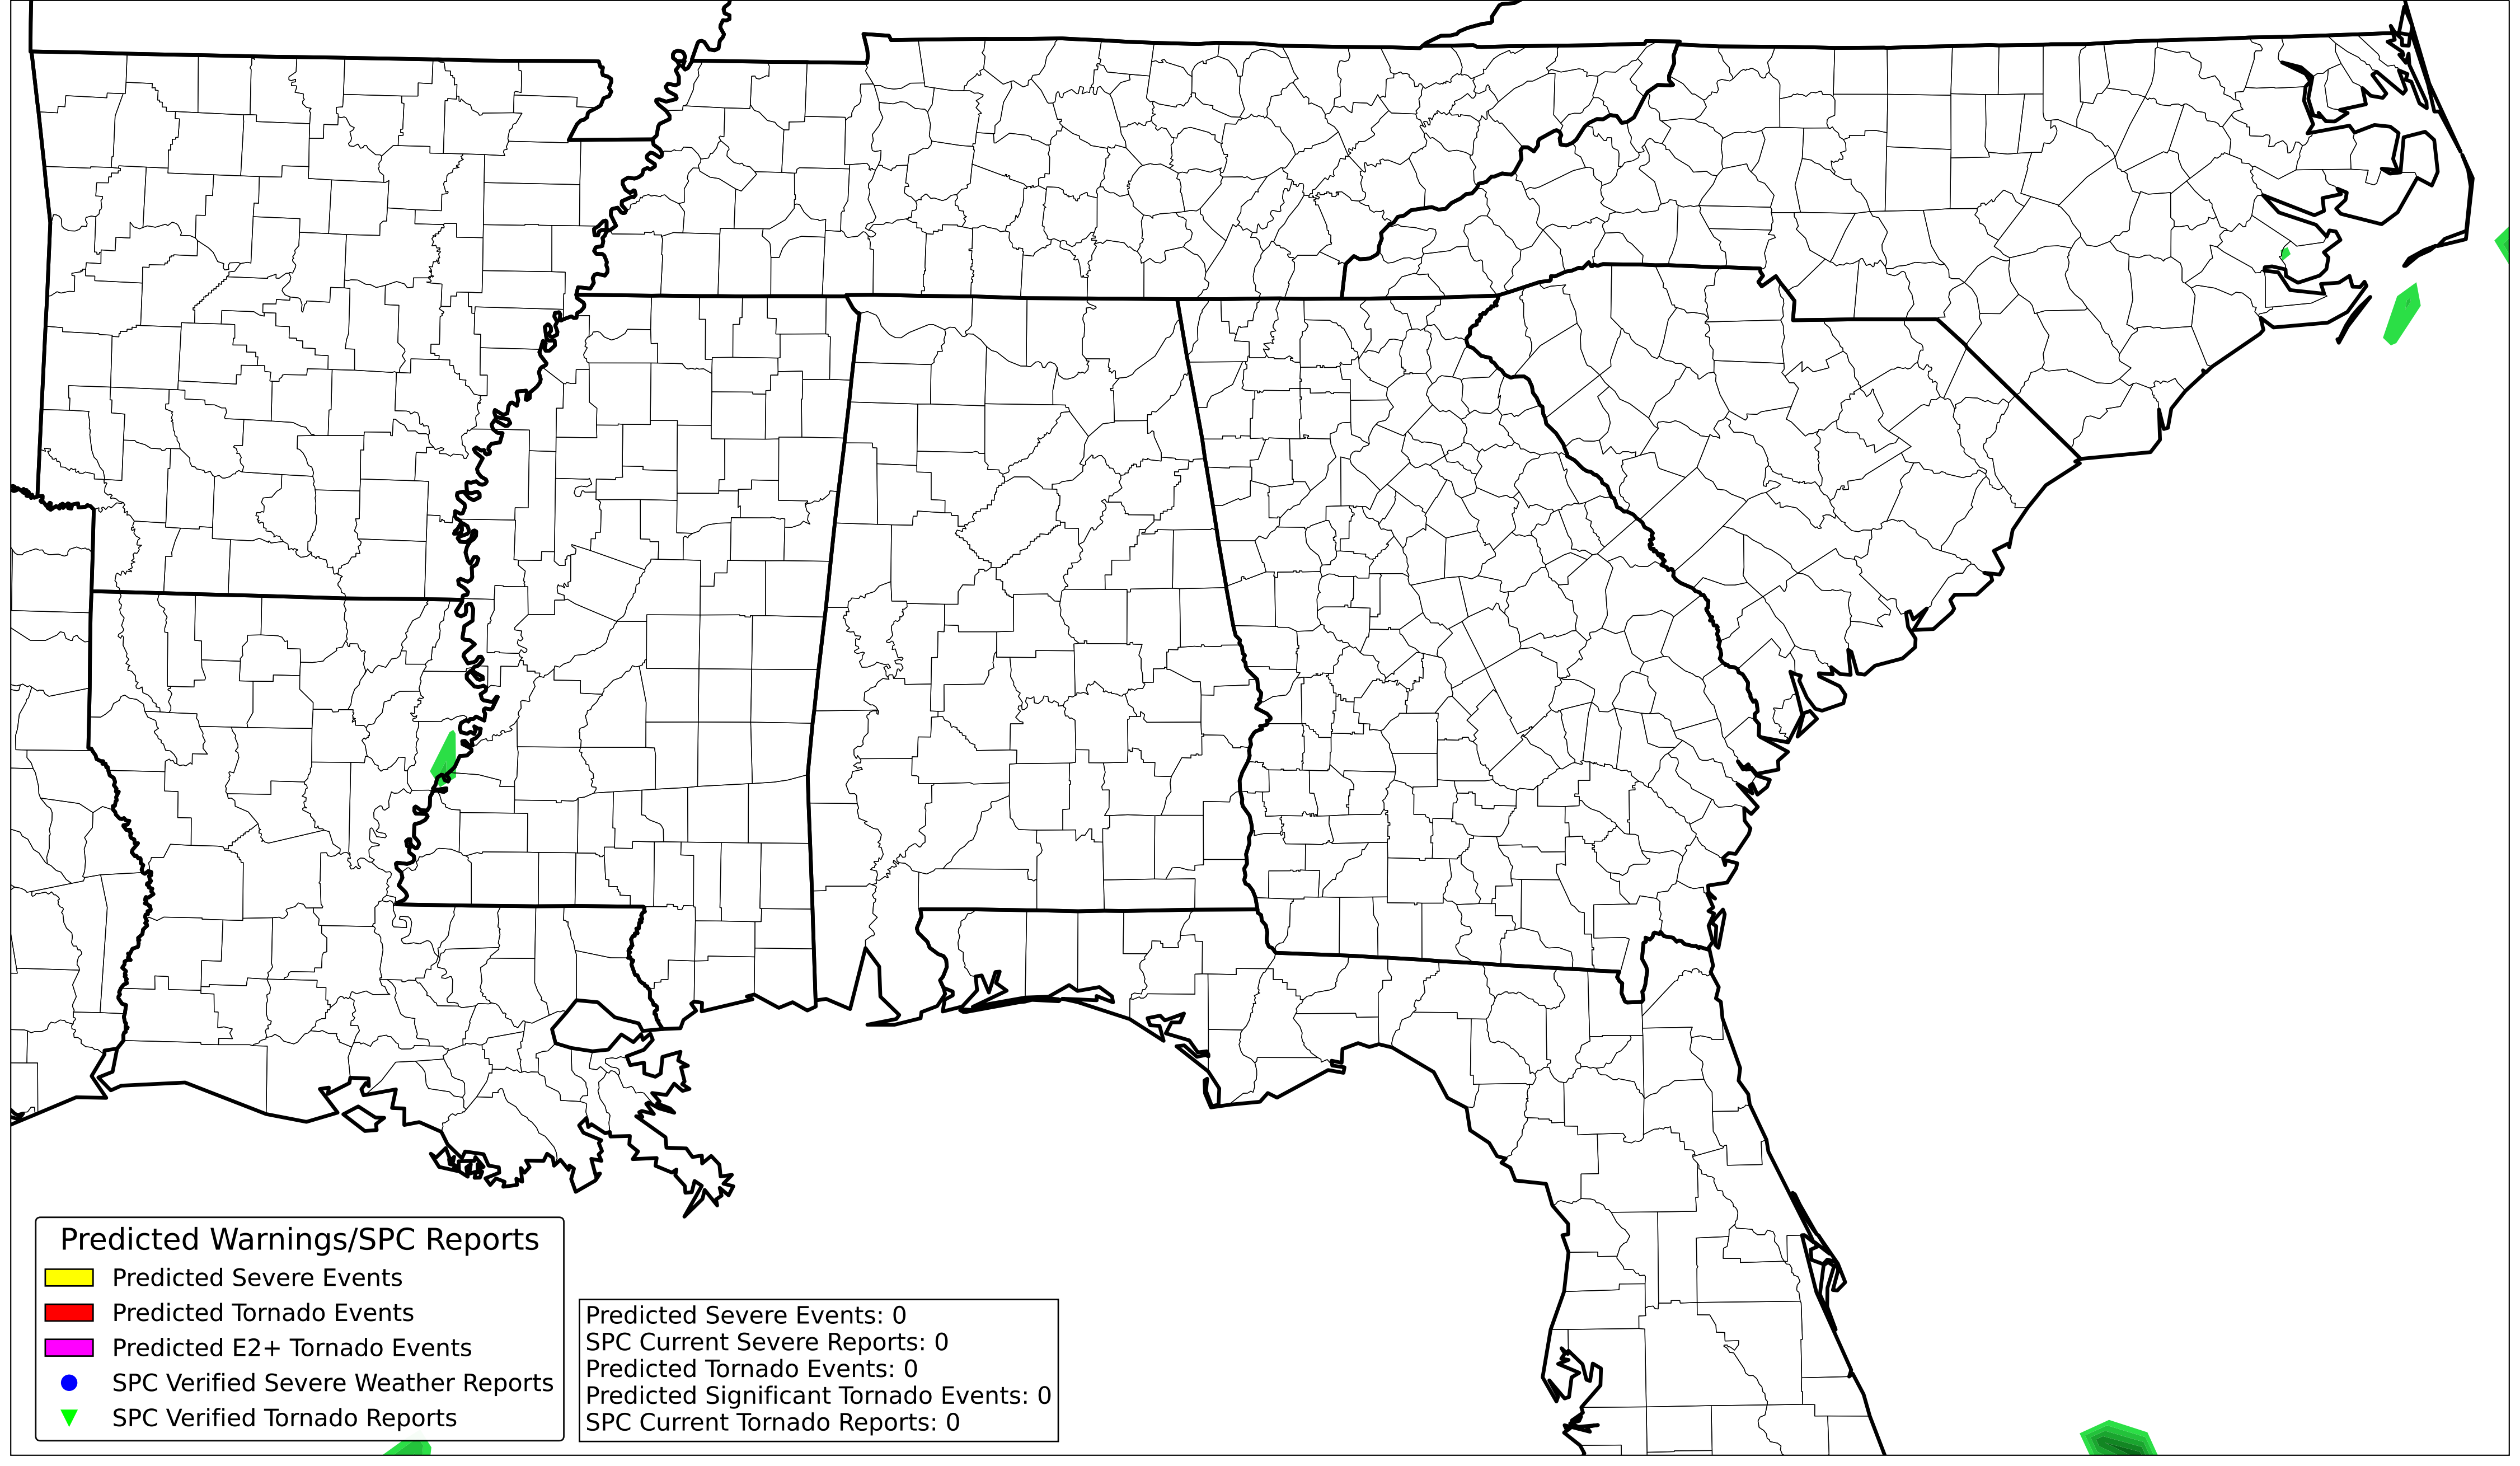 Predicted Warnings/SPC Reports
Predicted Severe Events
Predicted Tornado Events
Predicted E2+ Tornado Events
SPC Verified Severe Weather Reports
SPC Verified Tornado Reports
Predicted Severe Events: 0
SPC Current Severe Reports: 0
Predicted Tornado Events: 0
Predicted Significant Tornado Events: 0
SPC Current Tornado Reports: 0